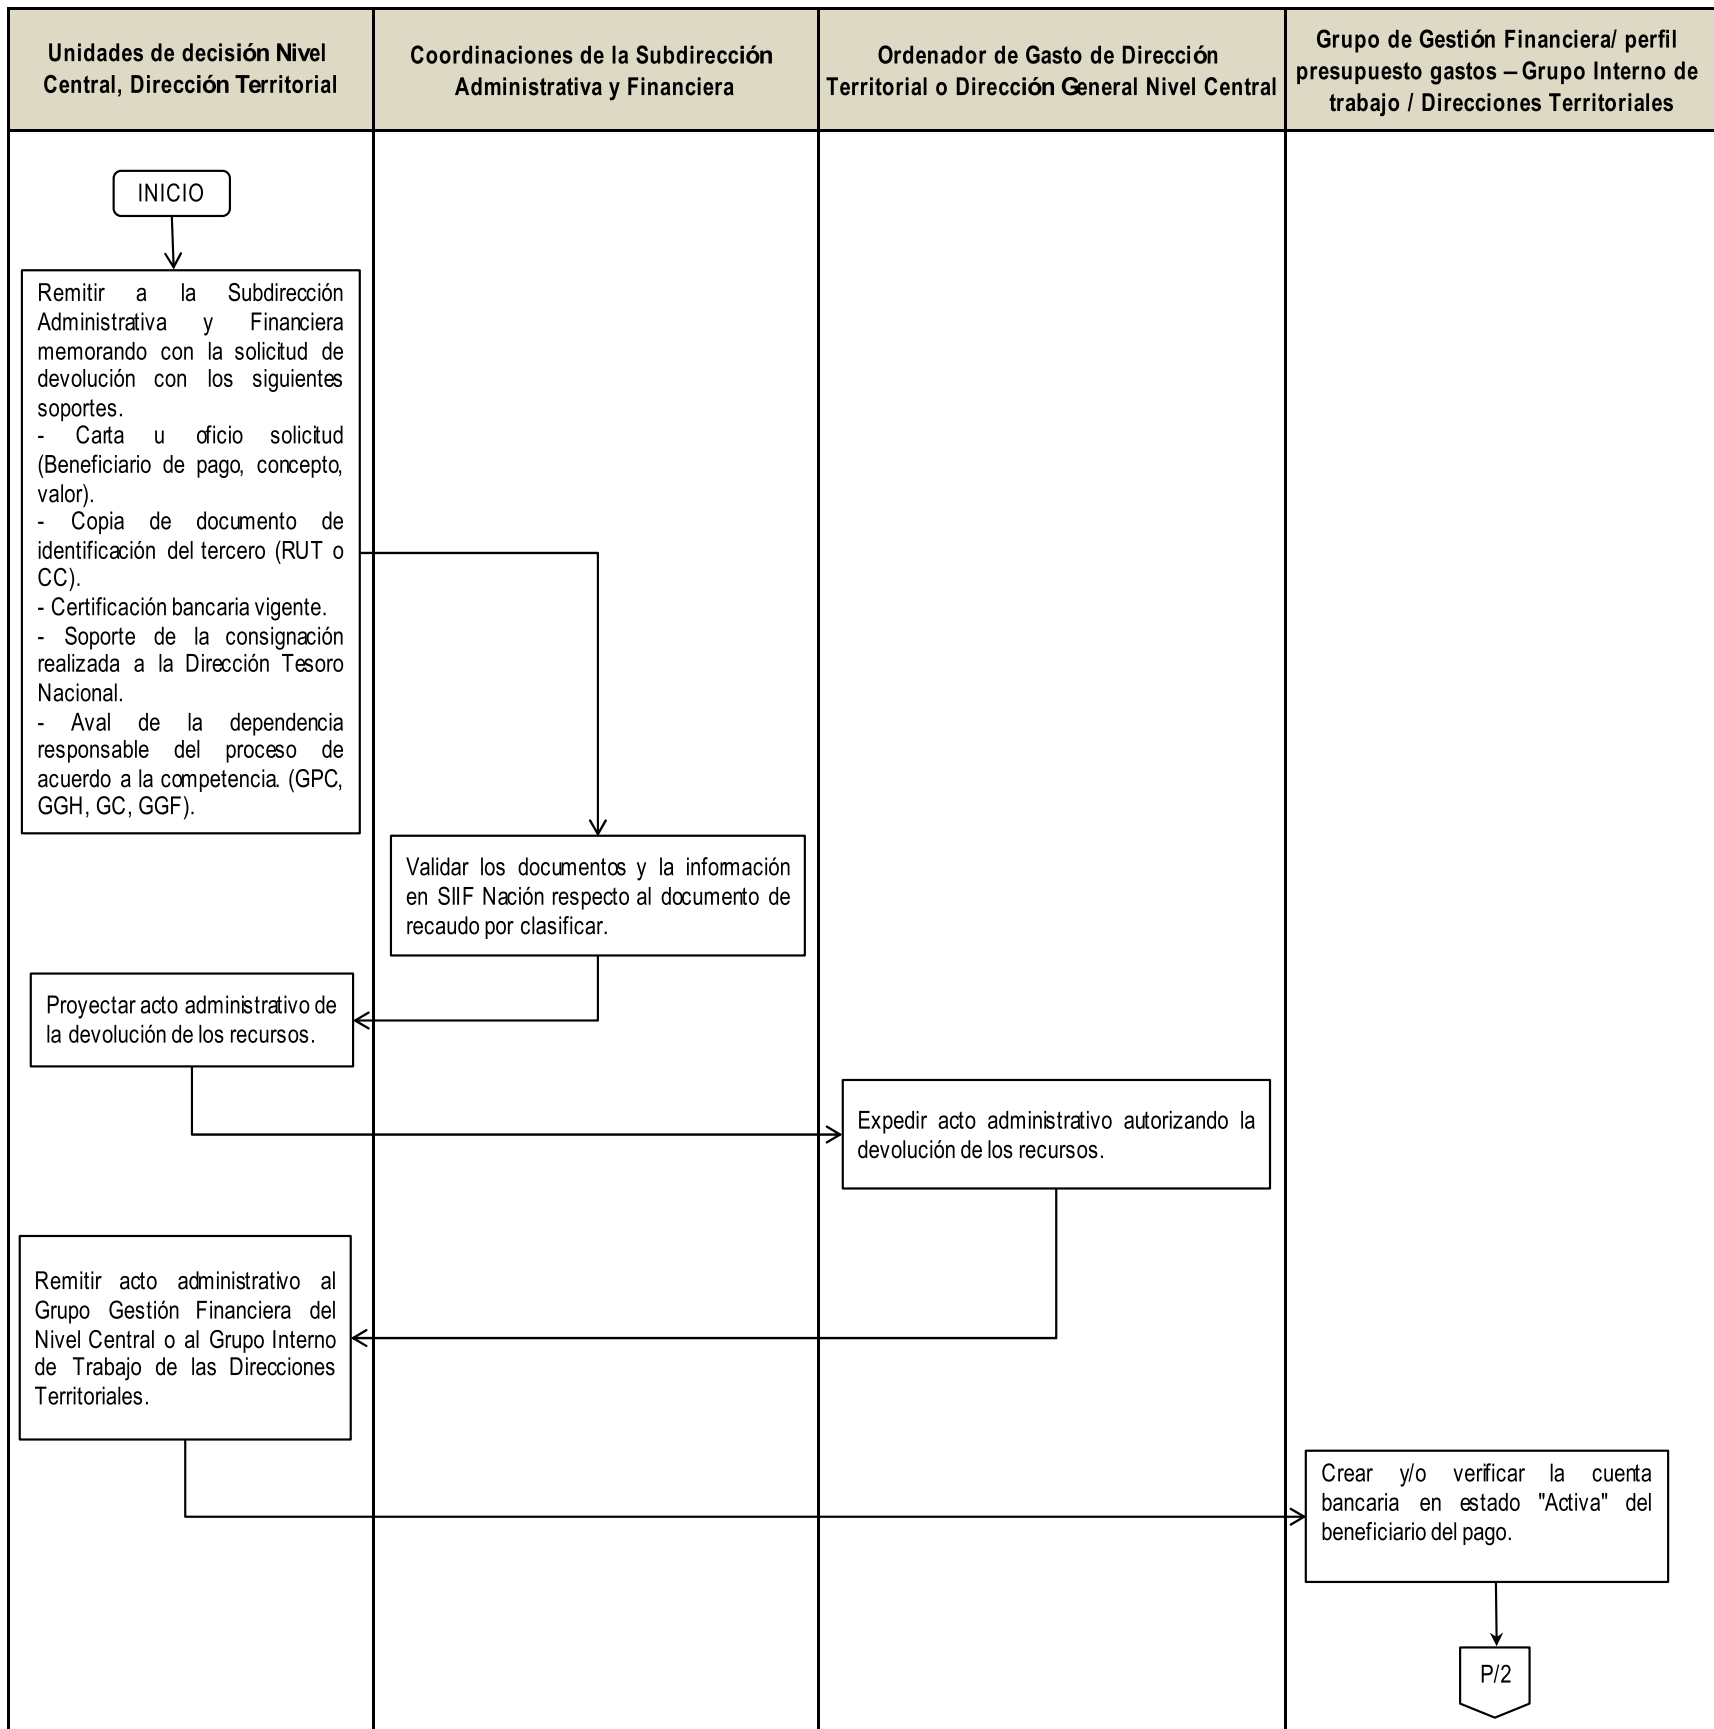 Unidades de decisión Nivel
Central, Dirección Territorial
Coordinaciones de la Subdirección
Administrativa y Financiera
Ordenador de Gasto de Dirección
Territorial o Dirección General Nivel Central
Grupo de Gestión Financiera/ perfil
presupuesto gastos – Grupo Interno de
trabajo / Direcciones Territoriales
INICIO
Remitir a la Subdirección
Administrativa y Financiera
memorando con la solicitud de
devolución con los siguientes
soportes.
- Carta u oficio solicitud
(Beneficiario de pago, concepto,
valor).
- Copia de documento de
identificación del tercero (RUT o
CC).
- Certificación bancaria vigente.
- Soporte de la consignación
realizada a la Dirección Tesoro
Nacional.
- Aval de la dependencia
responsable del proceso de
acuerdo a la competencia. (GPC,
GGH, GC, GGF).
Validar los documentos y la información
en SIIF Nación respecto al documento de
recaudo por clasificar.
Proyectar acto administrativo de
la devolución de los recursos.
Expedir acto administrativo autorizando la
devolución de los recursos.
Remitir acto administrativo al
Grupo Gestión Financiera del
Nivel Central o al Grupo Interno
de Trabajo de las Direcciones
Territoriales.
Crear y/o verificar la cuenta
bancaria en estado "Activa" del
beneficiario del pago.
P/2